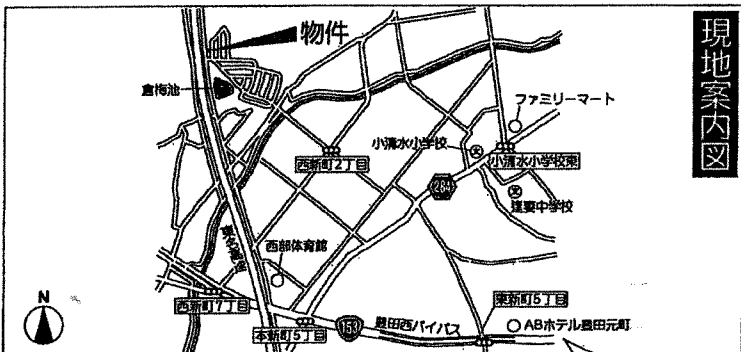 現地案内図
物件
倉梅池
ファミリーマート
小清水小学校
小清水小学校東
西新町2丁目
284
逢妻中学校
東名高速
西部体育館
西新町7丁目
本新町5丁目
153
豊田西バイパス
東新町5丁目
ABホテル豊田元町
N